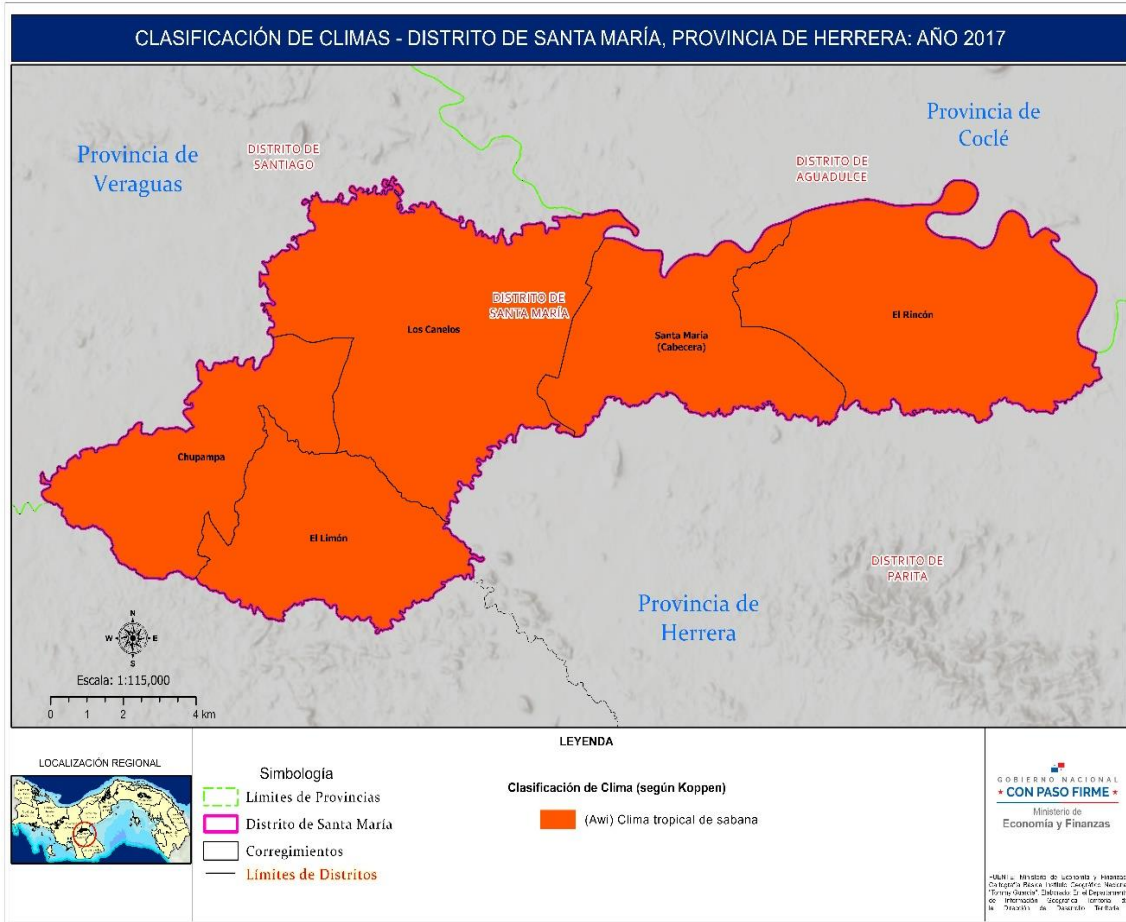 CLASIFICACIÓN DE CLIMAS - DISTRITO DE SANTA MARÍA, PROVINCIA DE HERRERA: AÑO 2017
Provincia de
Veraguas
DISTRITO DE
SANTIAGO
Provincia de
Coclé
DISTRITO DE
AGUADULCE
DISTRITO DE
SANTA MARÍA
Los Canelos
Santa María
(Cabecera)
El Rincón
Chupampa
El Limón
DISTRITO DE
PARITA
Provincia de
Herrera
N
W E
S
Escala: 1:115,000
0 1 2 4 km
LEYENDA
LOCALIZACIÓN REGIONAL
Simbología
Límites de Provincias
Distrito de Santa María
Corregimientos
Límites de Distritos
Clasificación de Clima (según Koppen)
(Awi) Clima tropical de sabana
GOBIERNO NACIONAL
★ CON PASO FIRME ★
Ministerio de
Economía y Finanzas
Ministerio de Economía y Finanzas